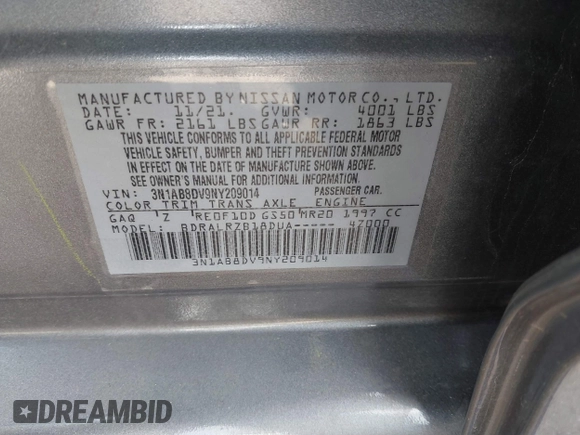 MANUFACTURED BY NISSAN MOTOR CO., LTD.
DATE: 11/21. GVWR: 4001 LBS
GAWR FR: 2161 LBS GAWR RR: 1863 LBS
THIS VEHICLE CONFORMS TO ALL APPLICABLE FEDERAL MOTOR
VEHICLE SAFETY, BUMPER AND THEFT PREVENTION STANDARDS
IN EFFECT ON THE DATE OF MANUFACTURE SHOWN ABOVE.
SEE OWNER'S MANUAL FOR ADDITIONAL INFORMATION.
VIN: 3N1AB8DV9NY209014 PASSENGER CAR.
COLOR TRIM TRANS AXLE ENGINE
GAQ Z RE0F10D GS50 MR20 1997 CC
MODEL: BDRALRZB18DUA----- 47000
3N1AB8DV9NY209014
DREAMBID